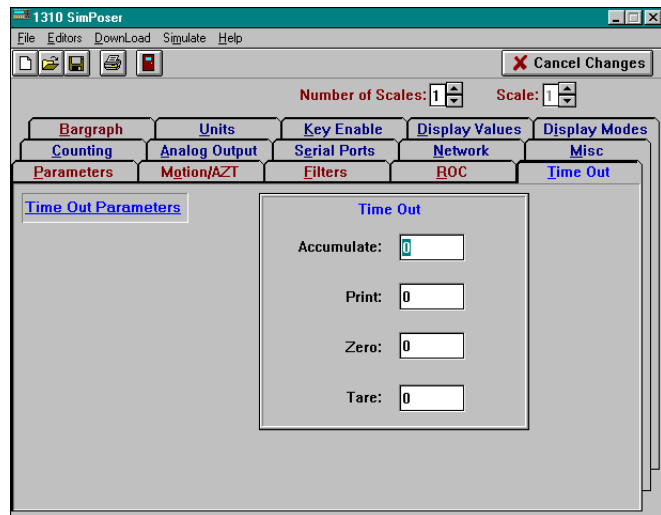 1310 SimPoser
File Editors DownLoad Simulate Help
Cancel Changes
Number of Scales: 1 Scale: 1
Bargraph Units Key Enable Display Values Display Modes
Counting Analog Output Serial Ports Network Misc
Parameters Motion/AZT Filters ROC Time Out
Time Out Parameters
Time Out
Accumulate: 0
Print: 0
Zero: 0
Tare: 0